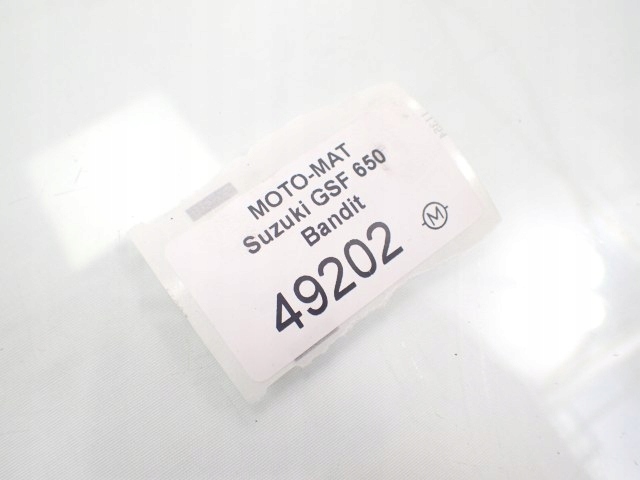 MOTO-MAT
Suzuki GSF 650
Bandit
M
49202